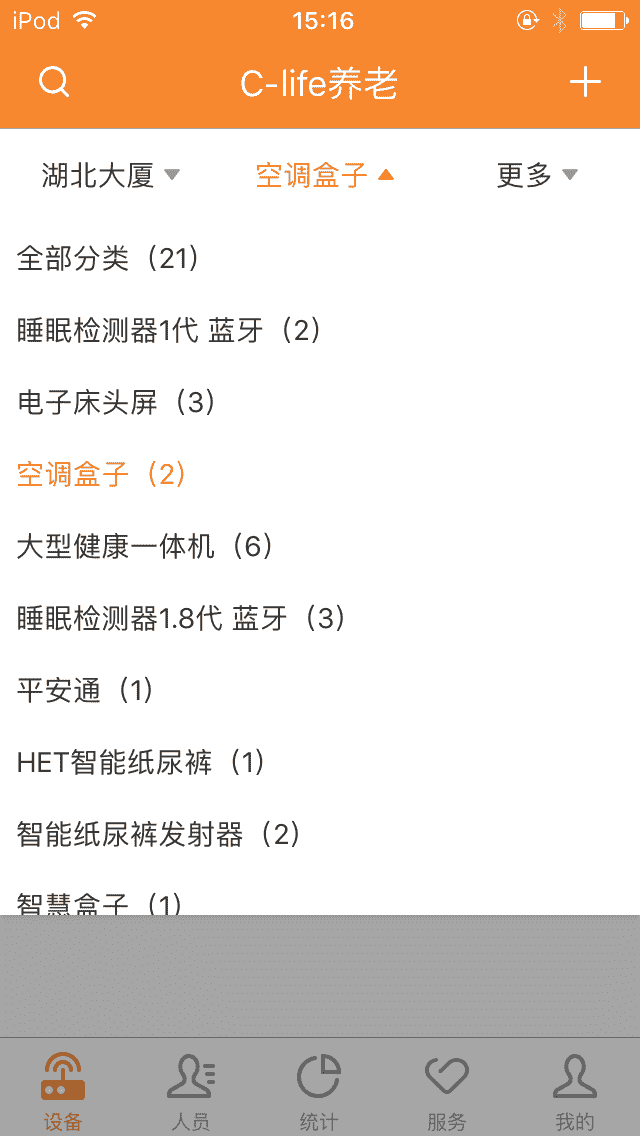 iPod 15:16
C-life养老
湖北大厦 空调盒子 更多
全部分类（21）
睡眠检测器1代 蓝牙（2）
电子床头屏（3）
空调盒子（2）
大型健康一体机（6）
睡眠检测器1.8代 蓝牙（3）
平安通（1）
HET智能纸尿裤（1）
智能纸尿裤发射器（2）
智慧盒子（1）
设备 人员 统计 服务 我的